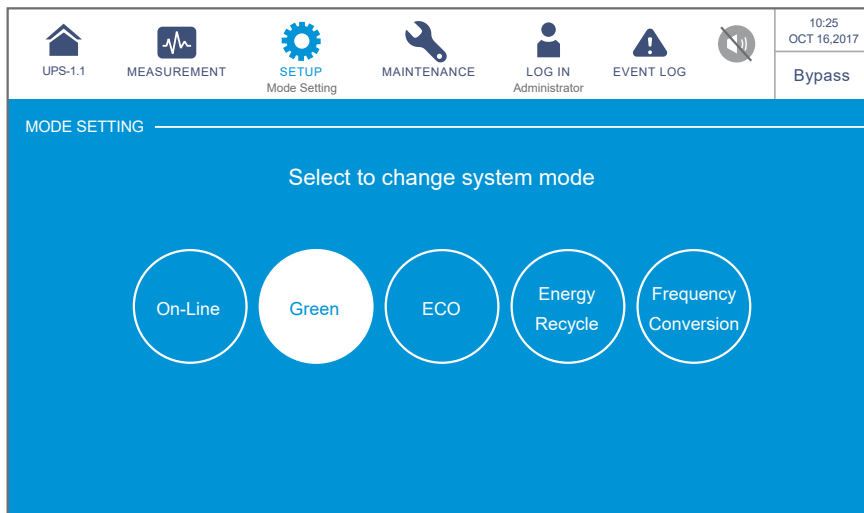 UPS-1.1
MEASUREMENT
SETUP
Mode Setting
MAINTENANCE
LOG IN
Administrator
EVENT LOG
10:25
OCT 16,2017
Bypass
MODE SETTING
Select to change system mode
On-Line
Green
ECO
Energy
Recycle
Frequency
Conversion